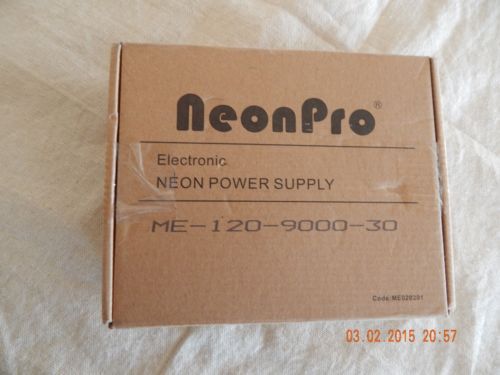 NeonPro®
Electronic
NEON POWER SUPPLY
ME-120-9000-30
Code:ME020201
03.02.2015 20:57